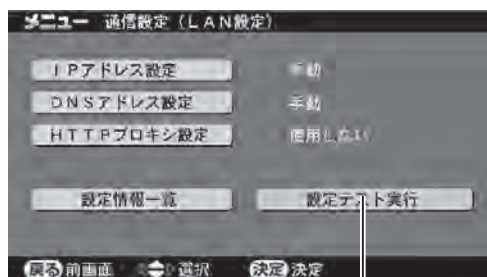 メニュー 通信設定(LAN設定)
IPアドレス設定 手動
DNSアドレス設定 手動
HTTPプロキシ設定 使用しない
設定情報一覧 設定テスト実行
戻る 前画面 選択 決定 決定